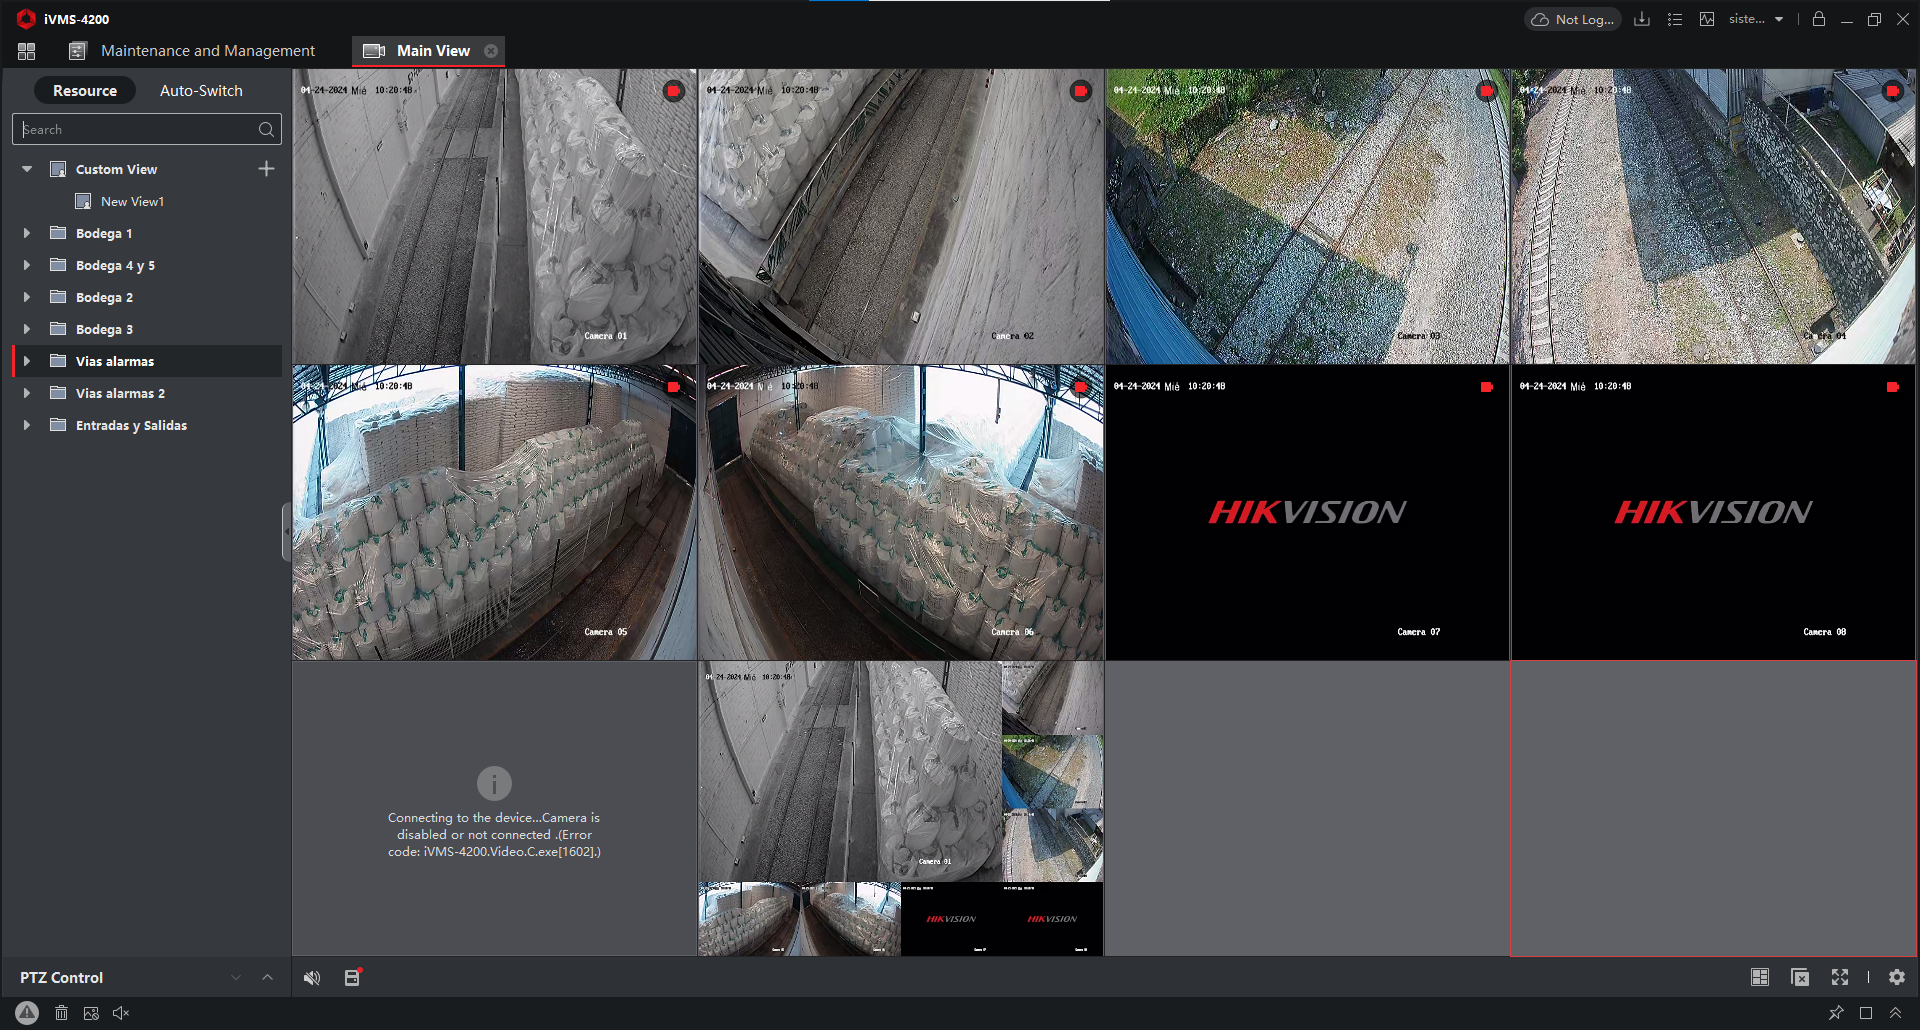 iVMS-4200
Not Log...
siste...
Maintenance and Management
Main View
Resource
Auto-Switch
Search
Custom View
New View1
Bodega 1
Bodega 4 y 5
Bodega 2
Bodega 3
Vias alarmas
Vias alarmas 2
Entradas y Salidas
04-24-2024 Mié 10:20:48
Camera 01
04-24-2024 Mié 10:20:48
Camera 02
04-24-2024 Mié 10:20:48
Camera 03
04-24-2024 Mié 10:20:48
Camera 04
04-24-2024 Mié 10:20:48
Camera 05
04-24-2024 Mié 10:20:48
Camera 06
04-24-2024 Mié 10:20:48
HIKVISION
Camera 07
04-24-2024 Mié 10:20:48
HIKVISION
Camera 08
Connecting to the device...Camera is
disabled or not connected .(Error
code: iVMS-4200.Video.C.exe[1602].)
04-24-2024 Mié 10:20:48
Camera 01
HIKVISION
HIKVISION
PTZ Control